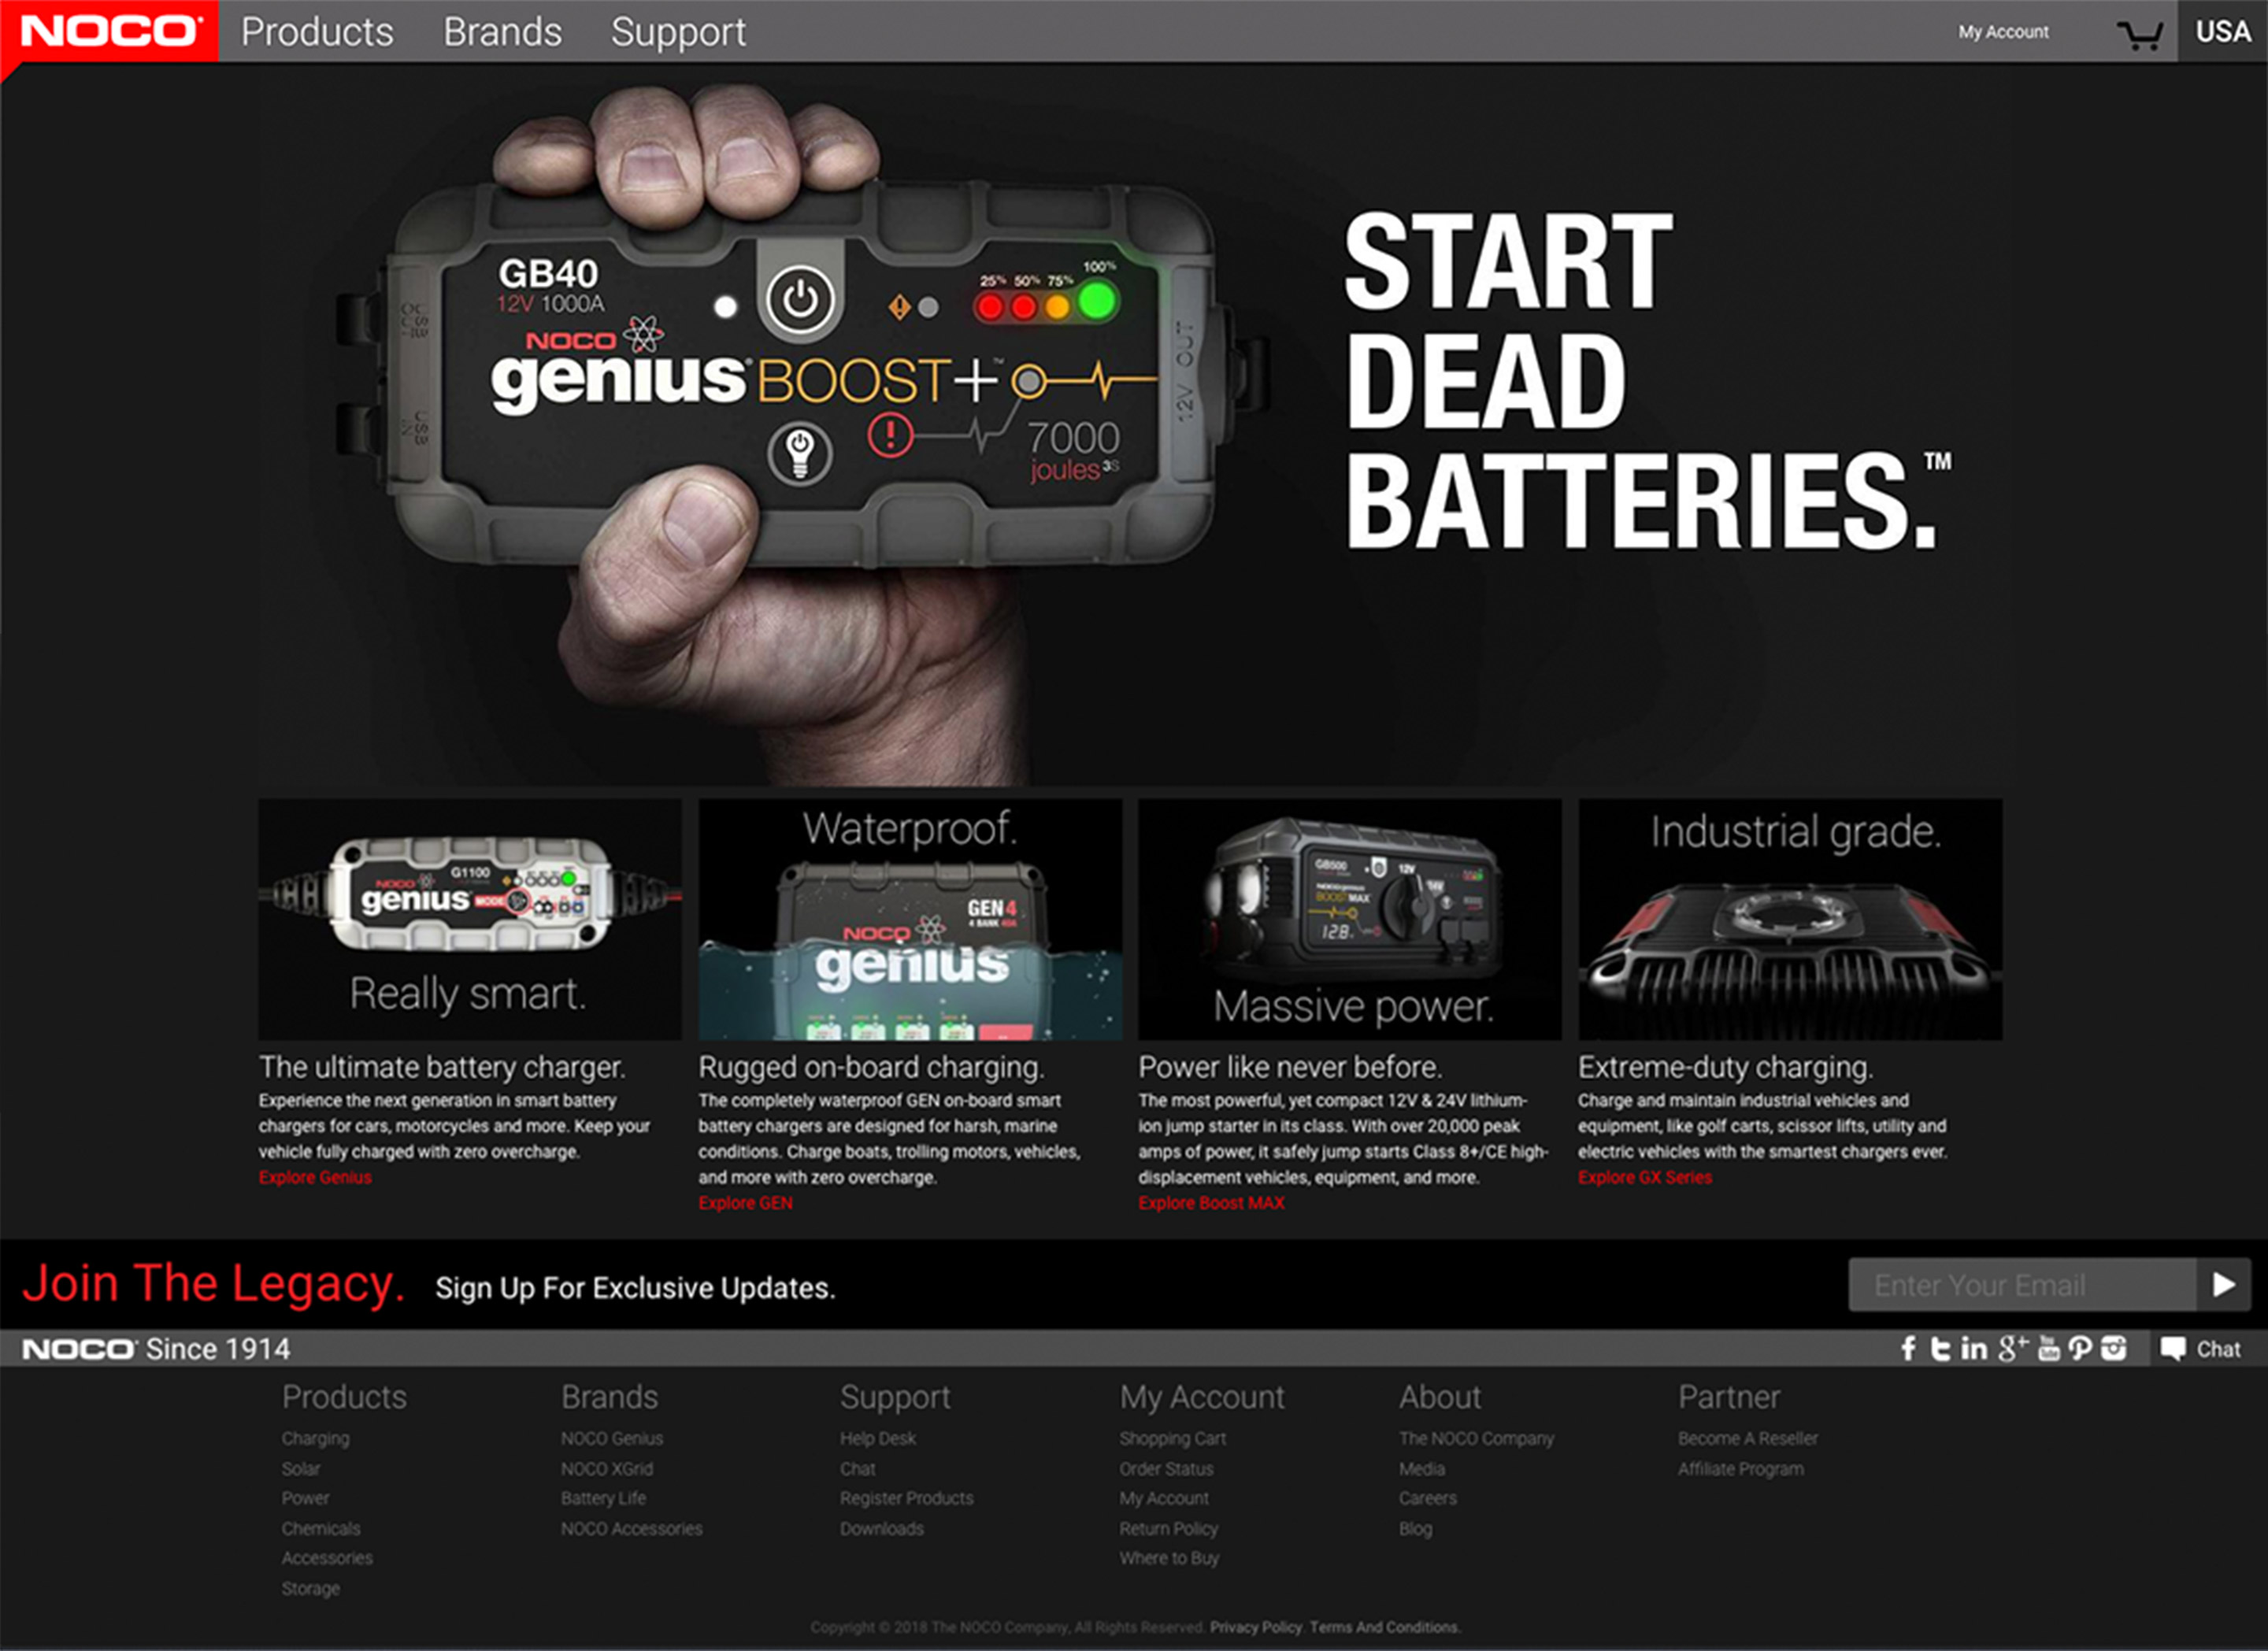 NOCO
Products Brands Support
My Account
USA
START
DEAD
BATTERIES.™
GB40
12V 1000A
25% 50% 75% 100%
NOCO
genius BOOST+™
7000
joules³S
USB OUT
USB IN
12V OUT
G1100
NOCO
genius MODE
Really smart.
Waterproof.
GEN4
4 BANK 40A
NOCO
genius
GB500
12V
24V
NOCO genius
BOOST MAX
12.8
Massive power.
Industrial grade.
The ultimate battery charger.
Experience the next generation in smart battery
chargers for cars, motorcycles and more. Keep your
vehicle fully charged with zero overcharge.
Explore Genius
Rugged on-board charging.
The completely waterproof GEN on-board smart
battery chargers are designed for harsh, marine
conditions. Charge boats, trolling motors, vehicles,
and more with zero overcharge.
Explore GEN
Power like never before.
The most powerful, yet compact 12V & 24V lithium-
ion jump starter in its class. With over 20,000 peak
amps of power, it safely jump starts Class 8+/CE high-
displacement vehicles, equipment, and more.
Explore Boost MAX
Extreme-duty charging.
Charge and maintain industrial vehicles and
equipment, like golf carts, scissor lifts, utility and
electric vehicles with the smartest chargers ever.
Explore GX Series
Join The Legacy. Sign Up For Exclusive Updates.
Enter Your Email
NOCO Since 1914
Chat
Products
Charging
Solar
Power
Chemicals
Accessories
Storage
Brands
NOCO Genius
NOCO XGrid
Battery Life
NOCO Accessories
Support
Help Desk
Chat
Register Products
Downloads
My Account
Shopping Cart
Order Status
My Account
Return Policy
Where to Buy
About
The NOCO Company
Media
Careers
Blog
Partner
Become A Reseller
Affiliate Program
Copyright © 2018 The NOCO Company, All Rights Reserved. Privacy Policy. Terms And Conditions.